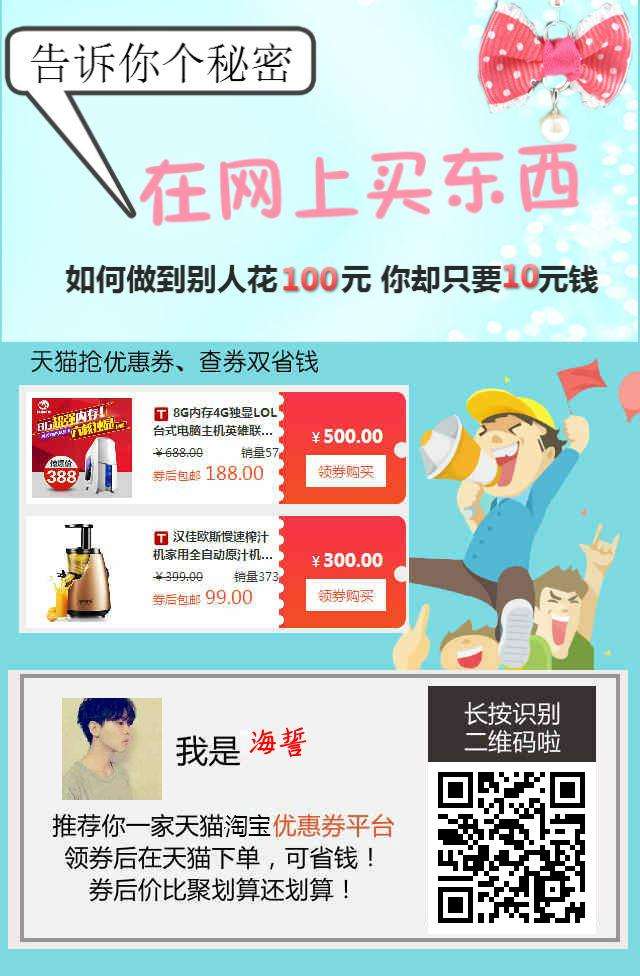 告诉你个秘密
在网上买东西
如何做到别人花100元 你却只要10元钱
天猫抢优惠券、查券双省钱
388
T 8G内存4G独显LOL
台式电脑主机英雄联...
¥688.00 销量57
券后包邮 188.00
¥500.00
领券购买
T 汉佳欧斯慢速榨汁
机家用全自动原汁机...
¥399.00 销量373
券后包邮 99.00
¥300.00
领券购买
我是 海誓
推荐你一家天猫淘宝优惠券平台
领券后在天猫下单，可省钱！
券后价比聚划算还划算！
长按识别
二维码啦